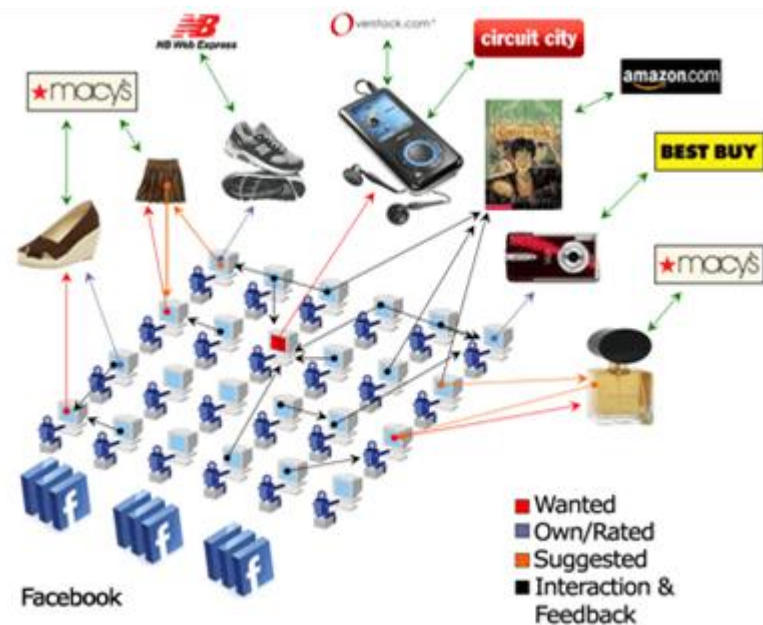 NB
NB Web Express
Overstock.com
circuit city
★macy's
amazon.com
BEST BUY
★macy's
Wanted
Own/Rated
Suggested
Interaction &
Feedback
Facebook